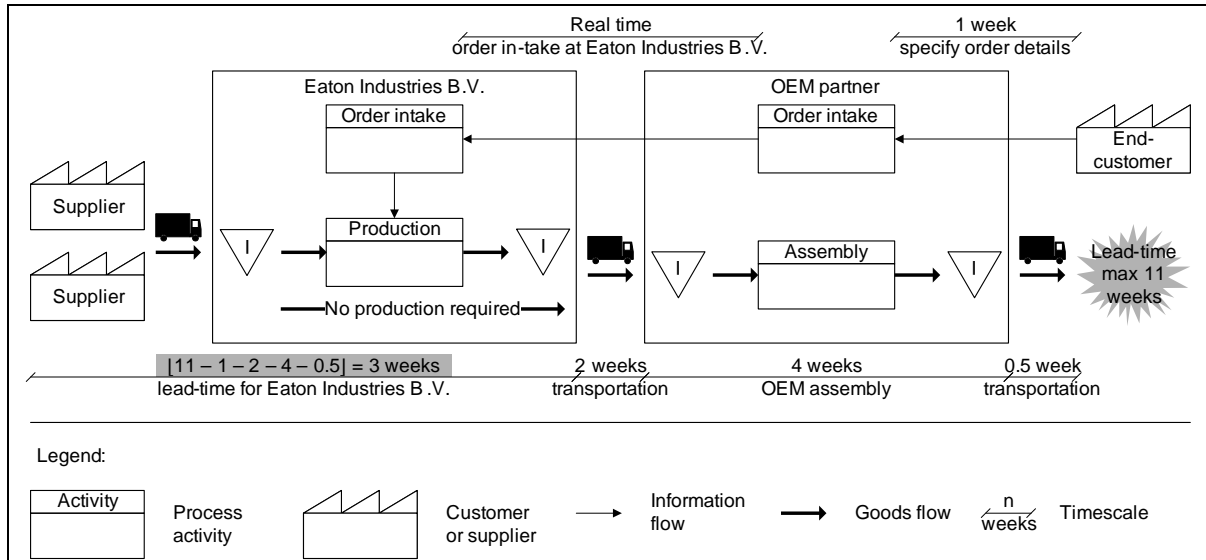 Real time
order in-take at Eaton Industries B.V.
1 week
specify order details
Eaton Industries B.V.
OEM partner
Order intake
Order intake
End-
customer
Supplier
Supplier
I
Production
I
No production required
I
Assembly
I
Lead-time
max 11
weeks
⌊11 – 1 – 2 – 4 – 0.5⌋ = 3 weeks
lead-time for Eaton Industries B.V.
2 weeks
transportation
4 weeks
OEM assembly
0.5 week
transportation
Legend:
Activity
Process
activity
Customer
or supplier
Information
flow
Goods flow
n
weeks
Timescale